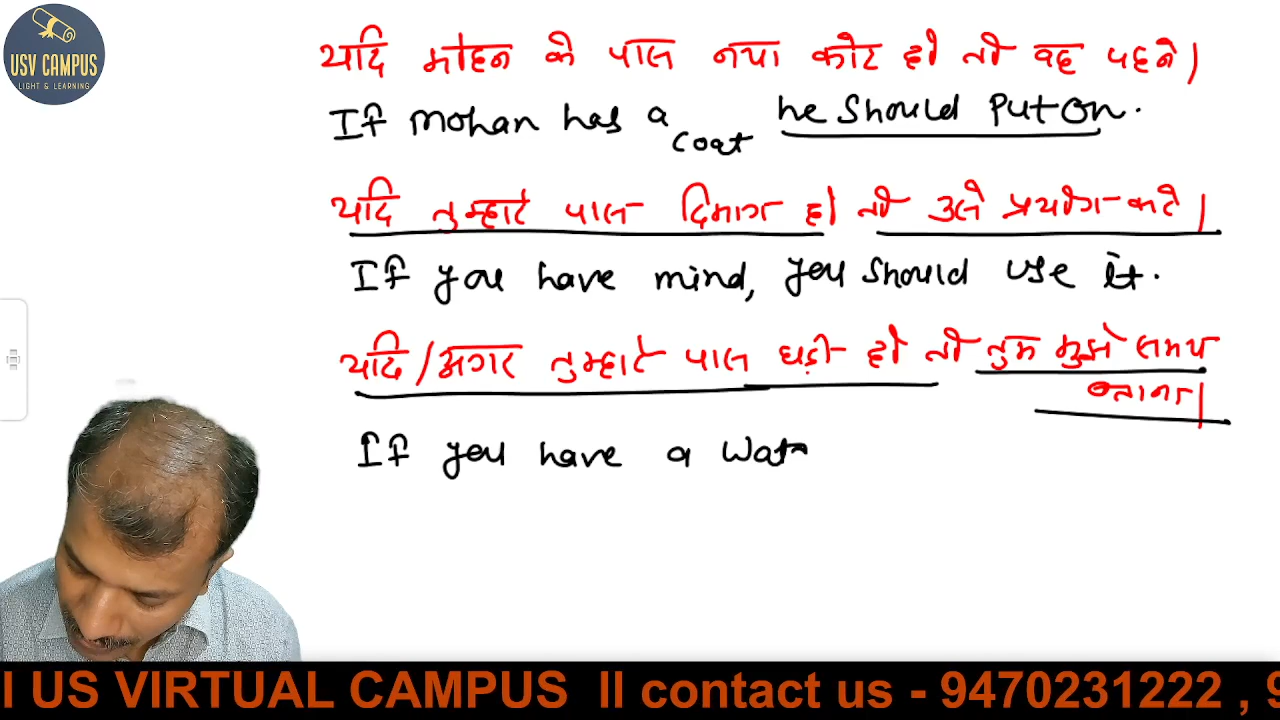 USV CAMPUS
LIGHT & LEARNING
यदि मोहन के पास नया कोट हो तो वह पहने।
If Mohan has a coat he should put on.
यदि तुम्हारे पास दिमाग हो तो उसे प्रयोग करो।
If you have mind, you should use it.
यदि/अगर तुम्हारे पास घड़ी हो तो तुम मुझे समय
बताना।
If you have a wat
I US VIRTUAL CAMPUS II contact us - 9470231222 , 9